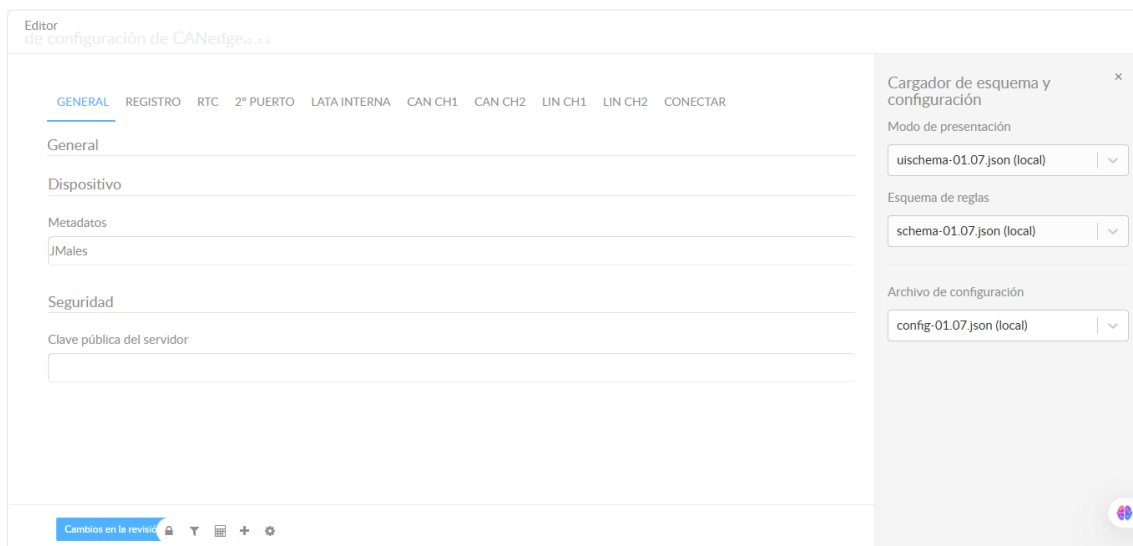 Editor
de configuración de CANedgev2.7.5
GENERAL REGISTRO RTC 2º PUERTO LATA INTERNA CAN CH1 CAN CH2 LIN CH1 LIN CH2 CONECTAR
General
Dispositivo
Metadatos
JMales
Seguridad
Clave pública del servidor
Cambios en la revisió
×
Cargador de esquema y
configuración
Modo de presentación
uischema-01.07.json (local)
Esquema de reglas
schema-01.07.json (local)
Archivo de configuración
config-01.07.json (local)